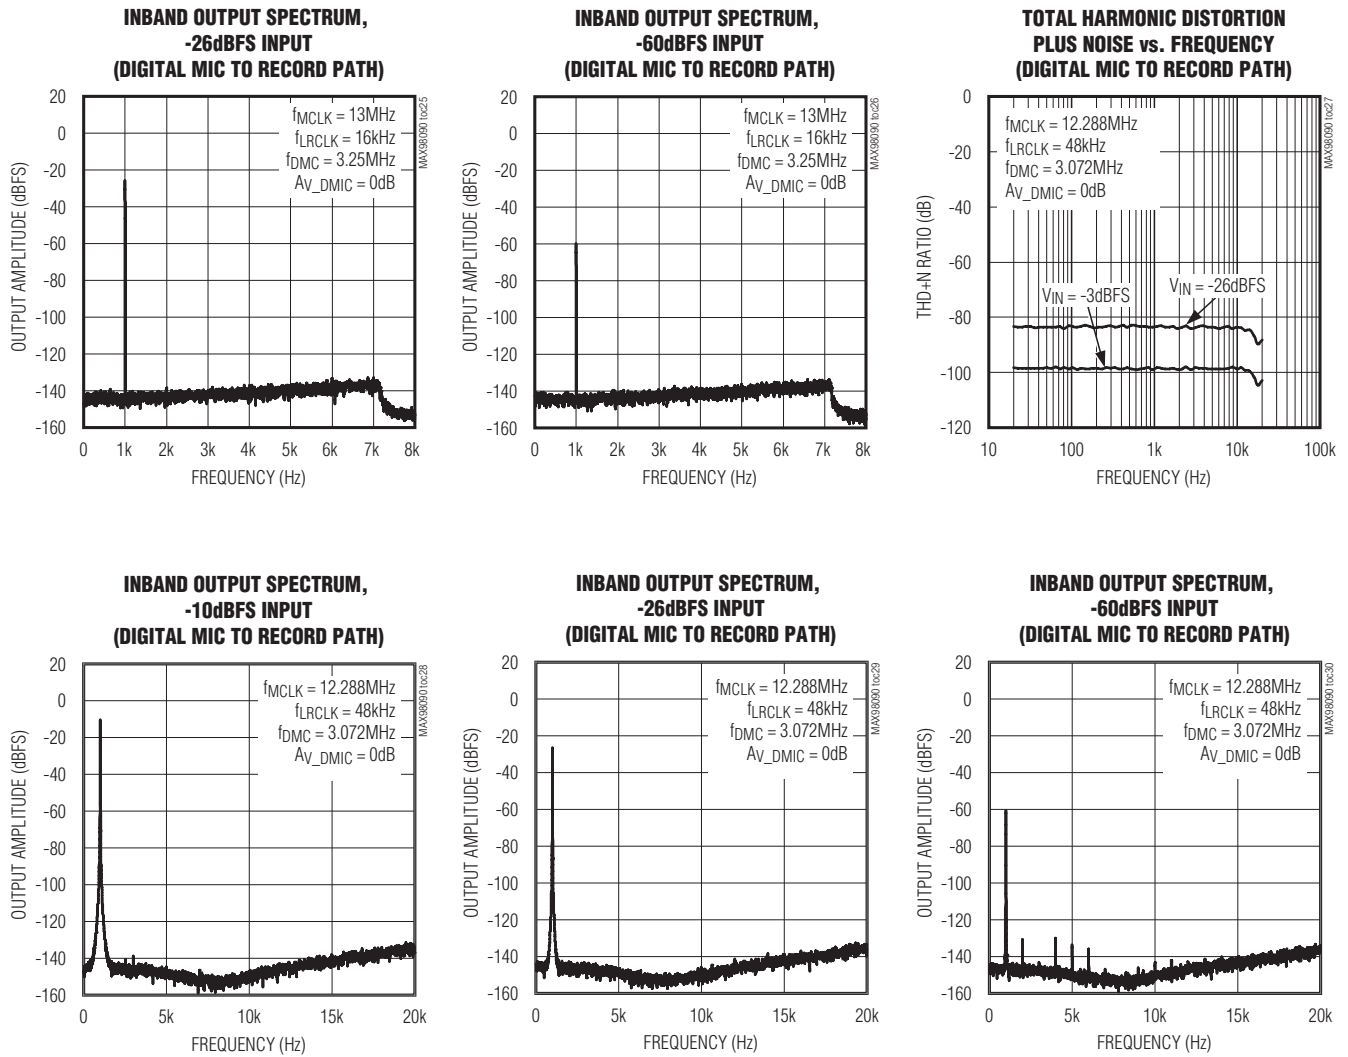 INBAND OUTPUT SPECTRUM,
-26dBFS INPUT
(DIGITAL MIC TO RECORD PATH)
20
0
-20
-40
-60
-80
-100
-120
-140
-160
OUTPUT AMPLITUDE (dBFS)
fMCLK = 13MHz
fLRCLK = 16kHz
fDMC = 3.25MHz
AV_DMIC = 0dB
MAX98090 toc25
0 1k 2k 3k 4k 5k 6k 7k 8k
FREQUENCY (Hz)
INBAND OUTPUT SPECTRUM,
-60dBFS INPUT
(DIGITAL MIC TO RECORD PATH)
20
0
-20
-40
-60
-80
-100
-120
-140
-160
OUTPUT AMPLITUDE (dBFS)
fMCLK = 13MHz
fLRCLK = 16kHz
fDMC = 3.25MHz
AV_DMIC = 0dB
MAX98090 toc26
0 1k 2k 3k 4k 5k 6k 7k 8k
FREQUENCY (Hz)
TOTAL HARMONIC DISTORTION
PLUS NOISE vs. FREQUENCY
(DIGITAL MIC TO RECORD PATH)
0
-20
-40
-60
-80
-100
-120
THD+N RATIO (dB)
fMCLK = 12.288MHz
fLRCLK = 48kHz
fDMC = 3.072MHz
AV_DMIC = 0dB
VIN = -3dBFS
VIN = -26dBFS
MAX98090 toc27
10 100 1k 10k 100k
FREQUENCY (Hz)
INBAND OUTPUT SPECTRUM,
-10dBFS INPUT
(DIGITAL MIC TO RECORD PATH)
20
0
-20
-40
-60
-80
-100
-120
-140
-160
OUTPUT AMPLITUDE (dBFS)
fMCLK = 12.288MHz
fLRCLK = 48kHz
fDMC = 3.072MHz
AV_DMIC = 0dB
MAX98090 toc28
0 5k 10k 15k 20k
FREQUENCY (Hz)
INBAND OUTPUT SPECTRUM,
-26dBFS INPUT
(DIGITAL MIC TO RECORD PATH)
20
0
-20
-40
-60
-80
-100
-120
-140
-160
OUTPUT AMPLITUDE (dBFS)
fMCLK = 12.288MHz
fLRCLK = 48kHz
fDMC = 3.072MHz
AV_DMIC = 0dB
MAX98090 toc29
0 5k 10k 15k 20k
FREQUENCY (Hz)
INBAND OUTPUT SPECTRUM,
-60dBFS INPUT
(DIGITAL MIC TO RECORD PATH)
20
0
-20
-40
-60
-80
-100
-120
-140
-160
OUTPUT AMPLITUDE (dBFS)
fMCLK = 12.288MHz
fLRCLK = 48kHz
fDMC = 3.072MHz
AV_DMIC = 0dB
MAX98090 toc30
0 5k 10k 15k 20k
FREQUENCY (Hz)